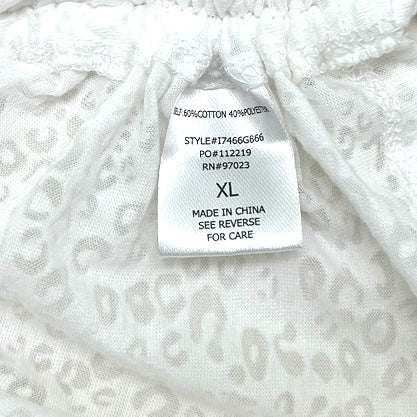 SELF:60%COTTON 40%POLYESTER
STYLE#I7466G866
PO#112219
RN#97023
XL
MADE IN CHINA
SEE REVERSE
FOR CARE